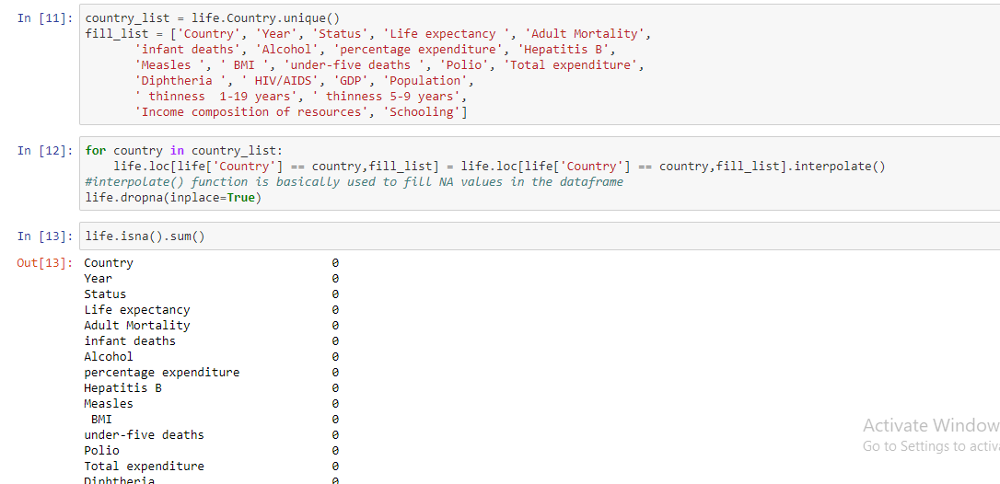 In [11]: country_list = life.Country.unique()
fill_list = ['Country', 'Year', 'Status', 'Life expectancy ', 'Adult Mortality',
'infant deaths', 'Alcohol', 'percentage expenditure', 'Hepatitis B',
'Measles ', ' BMI ', 'under-five deaths ', 'Polio', 'Total expenditure',
'Diphtheria ', ' HIV/AIDS', 'GDP', 'Population',
' thinness  1-19 years', ' thinness 5-9 years',
'Income composition of resources', 'Schooling']
In [12]: for country in country_list:
life.loc[life['Country'] == country,fill_list] = life.loc[life['Country'] == country,fill_list].interpolate()
#interpolate() function is basically used to fill NA values in the dataframe
life.dropna(inplace=True)
In [13]: life.isna().sum()
Out[13]: Country 0
Year 0
Status 0
Life expectancy 0
Adult Mortality 0
infant deaths 0
Alcohol 0
percentage expenditure 0
Hepatitis B 0
Measles 0
BMI 0
under-five deaths 0
Polio 0
Total expenditure 0
Diphtheria 0
Activate Window
Go to Settings to activa